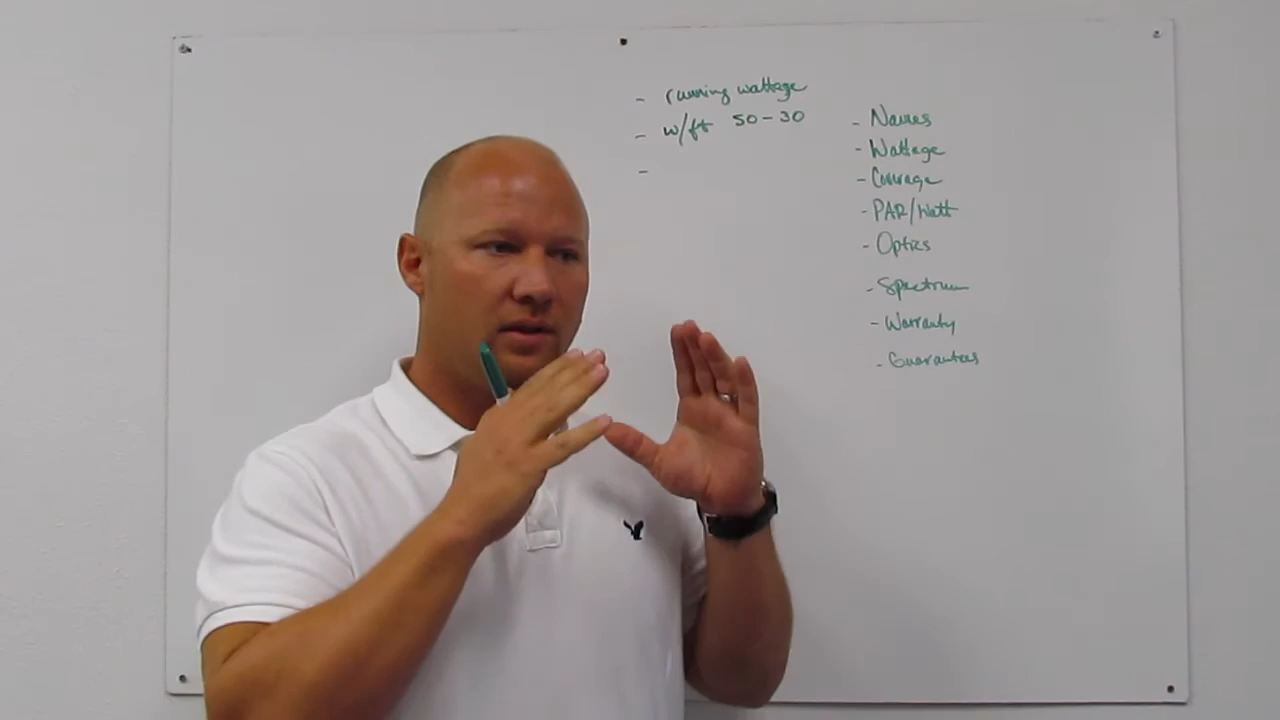 - running wattage
- w/ft 50-30
-
- Names
- Wattage
- Coverage
- PAR/Watt
- Optics
- Spectrum
- Warranty
- Guarantees